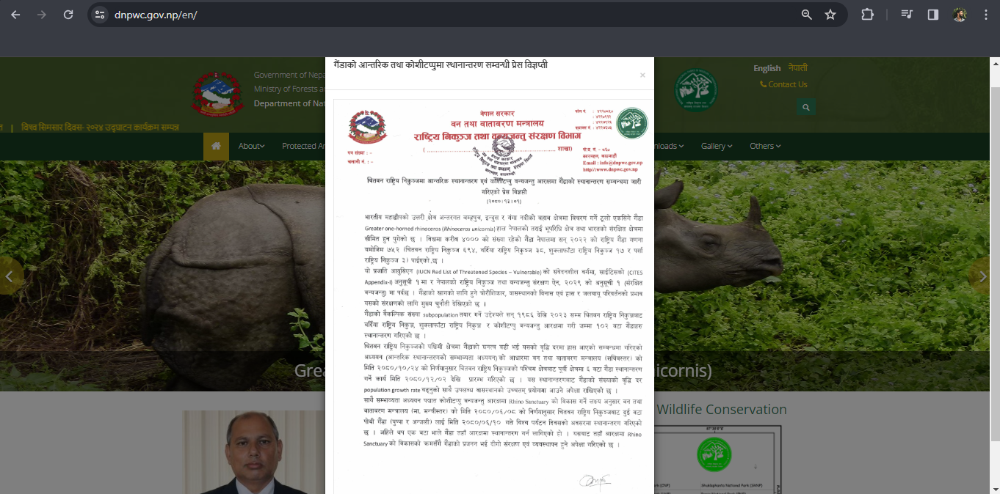 dnpwc.gov.np/en/
गैंडाको आन्तरिक तथा कोशीटप्पुमा स्थानान्तरण सम्वन्धी प्रेस विज्ञप्ती
×
Government of Nepa
Ministry of Forests a
Department of Nat
English नेपाली
Contact Us
| विश्व सिमसार दिवस- २०२४ उद्घाटन कार्यक्रम सम्पन्न
About
Protected Ar
nloads
Gallery
Others
नेपाल सरकार
वन तथा वातावरण मन्त्रालय
राष्ट्रिय निकुञ्ज तथा वन्यजन्तु संरक्षण विभाग
शाखा)
पत्र संख्या : -
चलानी नं. : -
फोन नं.
पो.ब. नं. - ८६०
बबरमहल, काठमाडौं
Email : info@dnpwc.gov.np
http//:www.dnpwc.gov.np
चितवन राष्ट्रिय निकुञ्जमा आन्तरिक स्थानान्तरण एवं कोशीटप्पु वन्यजन्तु आरक्षमा गैंडाको स्थानान्तरण सम्बन्धमा जारी
गरिएको प्रेस विज्ञप्ती
(२०८०।१२।०१)
भारतीय महाद्वीपको उत्तरी क्षेत्र अन्तरगत बम्हपुत्र, इन्दुस र गंगा नदीको बहाव क्षेत्रमा विचरण गर्ने ठूलो एकसिंगे गैंडा
Greater one-horned rhinoceros (Rhinoceros unicornis) हाल नेपालको तराई भूपरिधि क्षेत्र तथा भारतको संरक्षित क्षेत्रमा
सीमित हुन पुगेको छ । विश्वमा करीव ४००० को संख्या रहेको गैंडा नेपालमा सन् २०२२ को राष्ट्रिय गैंडा गणना
बमोजिम ७५२ (चितवन राष्ट्रिय निकुञ्ज ६९४, बर्दिया राष्ट्रिय निकुञ्ज ३८, शुक्लाफाँटा राष्ट्रिय निकुञ्ज १७ र पर्सा
राष्ट्रिय निकुञ्ज ३) पाईएको छ ।
यो प्रजाति आयुसिएन (IUCN Red List of Threatened Species – Vulnerable) को संवेदनशील वर्गमा, साईटिसको (CITES
Appendix-I) अनुसूची १ मा र नेपालको राष्ट्रिय निकुञ्ज तथा वन्यजन्तु संरक्षण ऐन, २०२९ को अनुसूची १ (संरक्षित
वन्यजन्तु) मा पर्दछ । गैंडाको खागको लागि हुने चोरीशिकार, वासस्थानको विनास एवं ह्रास र जलवायू परिवर्तनको प्रभाव
यसको संरक्षणको लागि मुख्य चुनौती देखिएको छ ।
गैंडाको वैकल्पिक संख्या subpopulation तयार गर्ने उद्देश्यले सन् १९८६ देखि २०२३ सम्म चितवन राष्ट्रिय निकुञ्जबाट
बर्दिया राष्ट्रिय निकुञ्ज, शुक्लाफाँटा राष्ट्रिय निकुञ्ज र कोशीटप्पु वन्यजन्तु आरक्षमा गरी जम्मा १०२ वटा गैंडाहरु
स्थानान्तरण गरिएको छ ।
चितवन राष्ट्रिय निकुञ्जको पश्चिमी क्षेत्रमा गैंडाको घनत्व बढी भई यसको वृद्धि दरमा ह्रास आएको सम्बन्धमा गरिएको
अध्ययन (आन्तरिक स्थानान्तरणको सम्भाव्यता अध्ययन) को आधारमा वन तथा वातावरण मन्त्रालय (सचिवस्तर) को
मिति २०८०/१०/२४ को निर्णयानुसार चितवन राष्ट्रिय निकुञ्जको पश्चिम क्षेत्रबाट पूर्वी क्षेत्रमा ६ वटा गैंडा स्थानान्तरण
गर्ने कार्य मिति २०८०/१२/०२ देखि प्रारम्भ गरिएको छ । यस स्थानान्तरणबाट गैंडाको संख्याको वृद्धि दर
population growth rate बढ्नुको साथै उपलब्ध वासस्थानको उच्चतम् प्रयोगमा आउने अपेक्षा राखिएको छ ।
साथै सम्भाव्यता अध्ययन पश्चात कोशीटप्पु वन्यजन्तु आरक्षमा Rhino Sanctuary को विकास गर्ने लक्ष्य अनुसार वन तथा
वातावरण मन्त्रालय (मा. मन्त्रीस्तर) को मिति २०८०/०६/०८ को निर्णयानुसार चितवन राष्ट्रिय निकुञ्जबाट दुई वटा
पोथी गैंडा (पुष्पा र अन्जली) लाई मिति २०८०/०६/१० गते विश्व पर्यटन दिवसको अवसरमा स्थानान्तरण गरिएको
छ । अहिले थप एक वटा भाले गैंडा तहाँ आरक्षमा स्थानान्तरण गर्न लागिएको हो । यसबाट तहाँ आरक्षमा Rhino
Sanctuary को विकासको क्रमसँगै गैंडाको प्रजनन भई दीगो संरक्षण एवं व्यवस्थापन हुने अपेक्षा गरिएको छ ।
Grea
icornis)
Wildlife Conservation
Shuklaphanta National Park (SHNP)